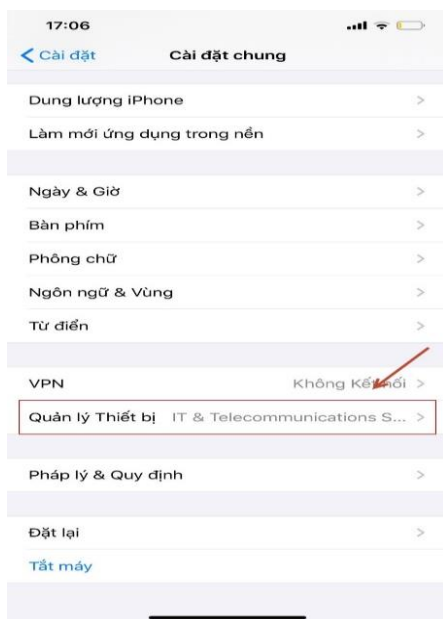 17:06
Cài đặt Cài đặt chung
Dung lượng iPhone
Làm mới ứng dụng trong nền
Ngày & Giờ
Bàn phím
Phông chữ
Ngôn ngữ & Vùng
Từ điển
VPN Không Kết nối
Quản lý Thiết bị IT & Telecommunications S...
Pháp lý & Quy định
Đặt lại
Tắt máy